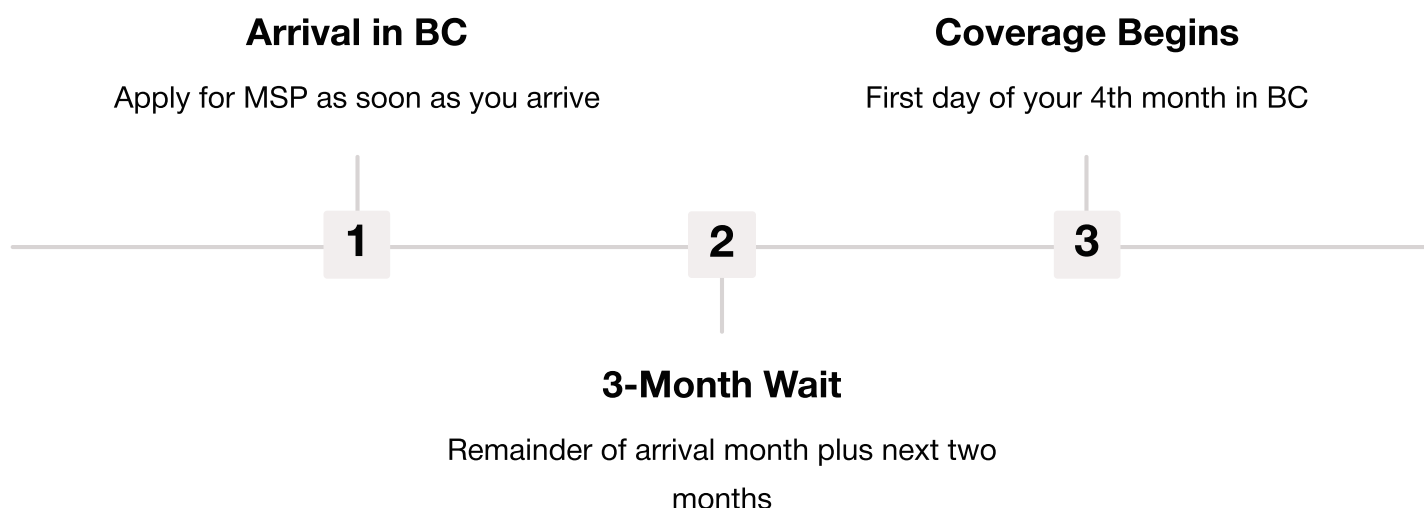 Arrival in BC
Apply for MSP as soon as you arrive
Coverage Begins
First day of your 4th month in BC
1
2
3
3-Month Wait
Remainder of arrival month plus next two
months